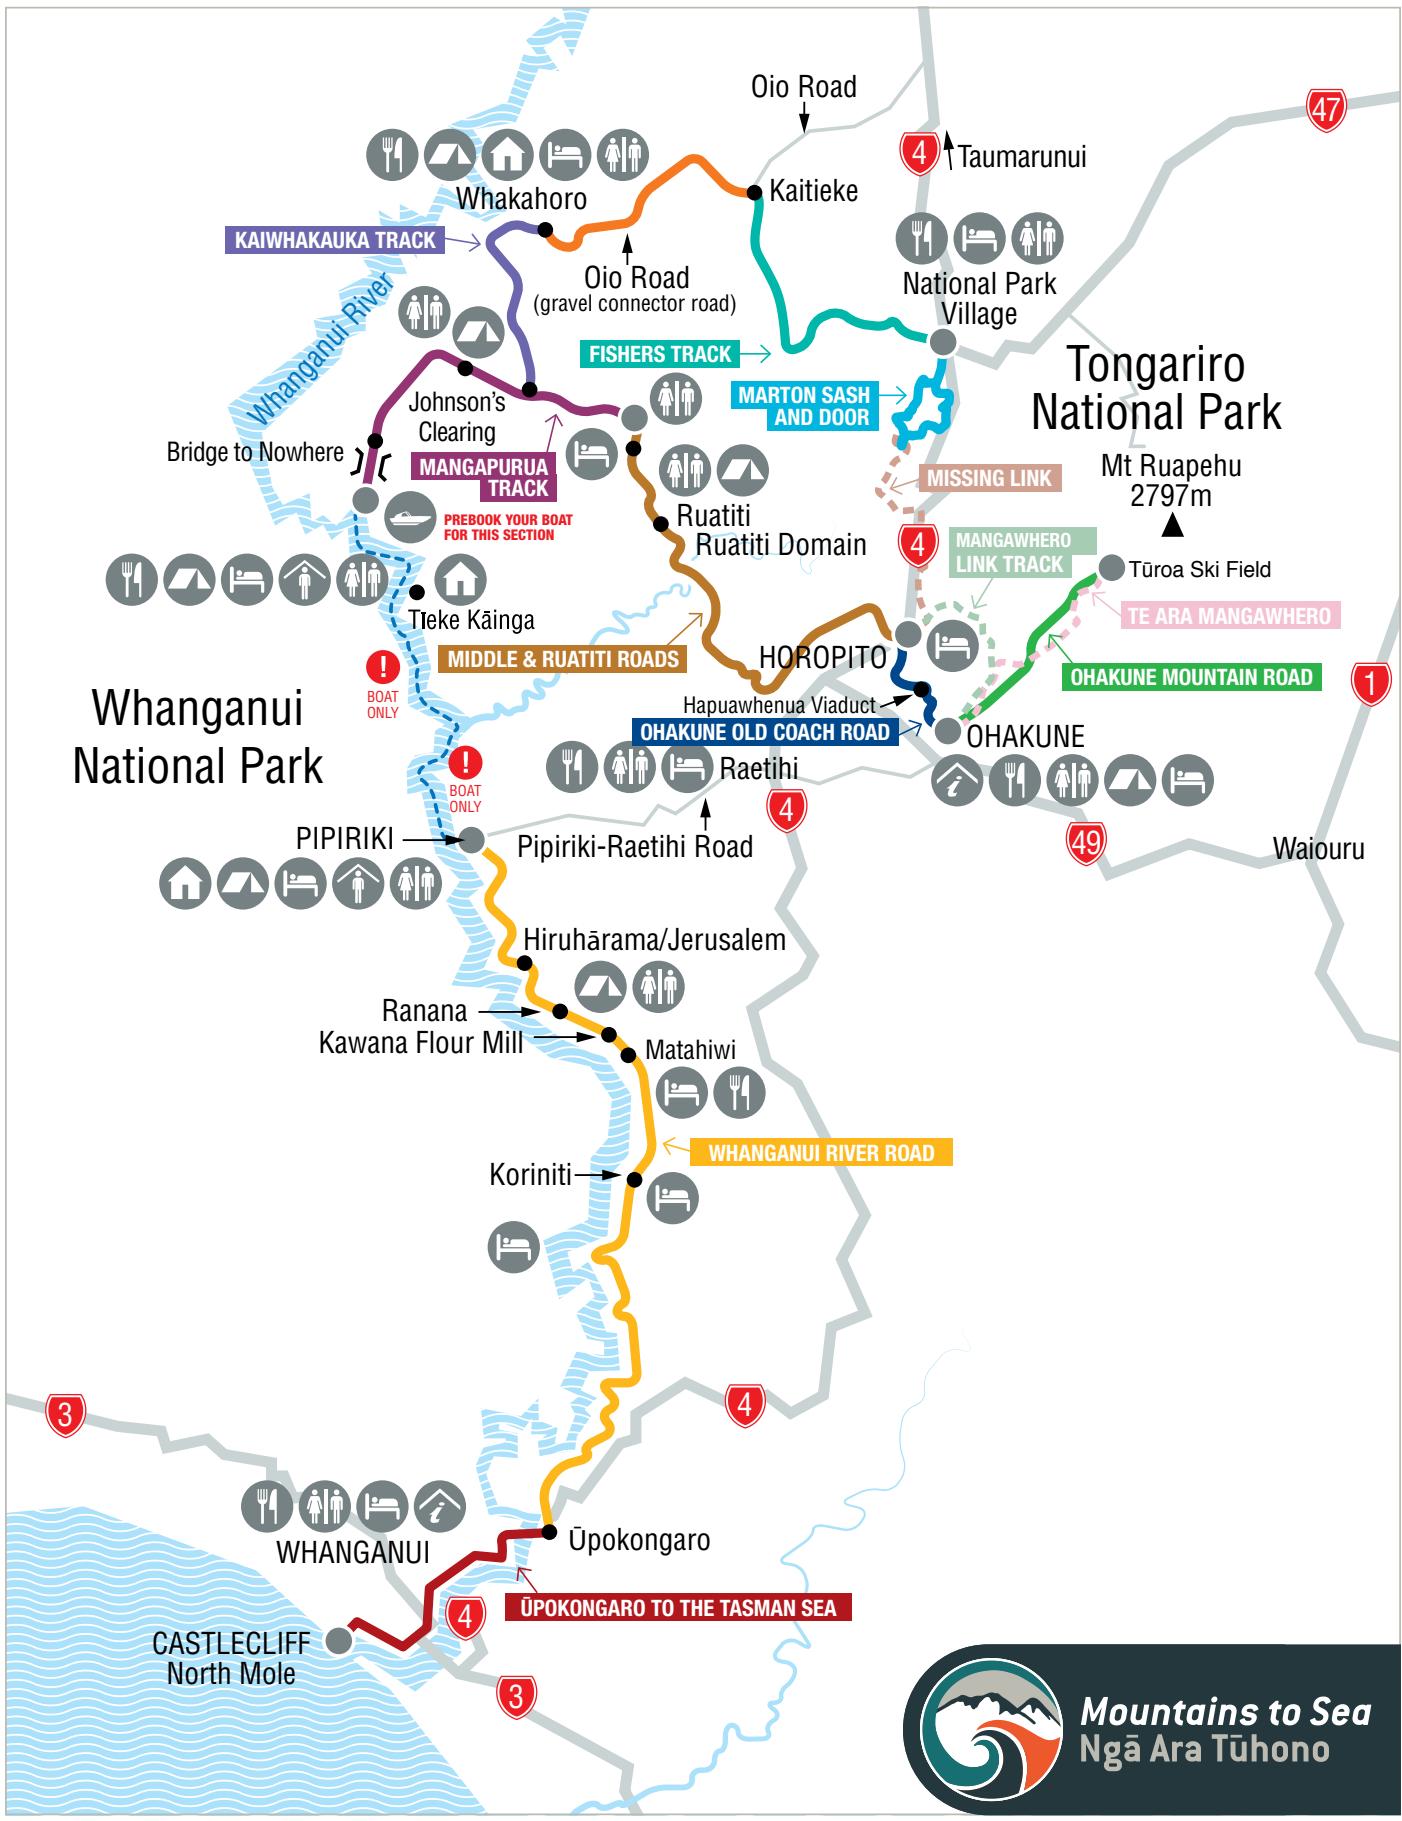 Oio Road
47
4
Taumarunui
Whakahoro
Kaitieke
KAIWHAKAUKA TRACK
Oio Road
(gravel connector road)
National Park
Village
Whanganui River
FISHERS TRACK
Tongariro
National Park
MARTON SASH
AND DOOR
Johnson's
Clearing
Bridge to Nowhere
MANGAPURUA
TRACK
MISSING LINK
Mt Ruapehu
2797m
PREBOOK YOUR BOAT
FOR THIS SECTION
Ruatiti
Ruatiti Domain
4
MANGAWHERO
LINK TRACK
Tūroa Ski Field
TE ARA MANGAWHERO
Tīeke Kāinga
MIDDLE & RUATITI ROADS
HOROPITO
OHAKUNE MOUNTAIN ROAD
1
!
BOAT
ONLY
Whanganui
National Park
Hapuawhenua Viaduct
OHAKUNE OLD COACH ROAD
OHAKUNE
!
BOAT
ONLY
Raetihi
i
4
49
PIPIRIKI
Pipiriki-Raetihi Road
Waiouru
Hiruhārama/Jerusalem
Ranana
Kawana Flour Mill
Matahiwi
WHANGANUI RIVER ROAD
Koriniti
3
4
i
WHANGANUI
Ūpokongaro
ŪPOKONGARO TO THE TASMAN SEA
4
CASTLECLIFF
North Mole
3
Mountains to Sea
Ngā Ara Tūhono